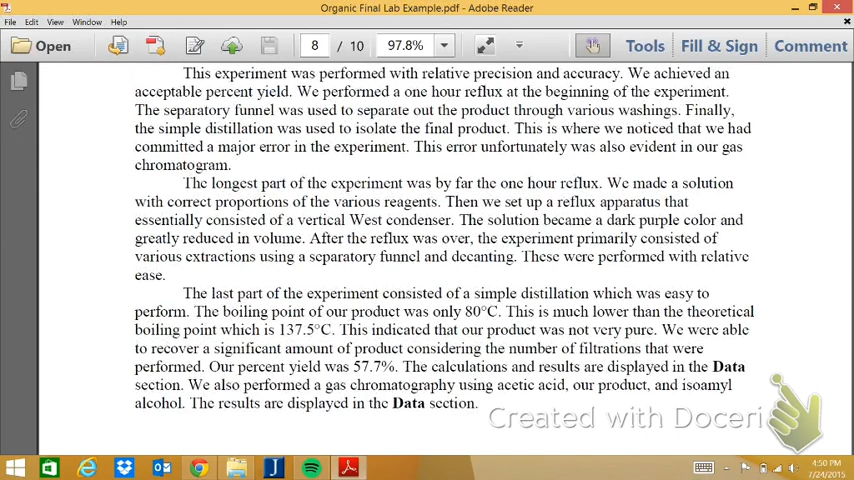 Organic Final Lab Example.pdf - Adobe Reader
File Edit View Window Help
Open 8 / 10 97.8% Tools Fill & Sign Comment
This experiment was performed with relative precision and accuracy. We achieved an
acceptable percent yield. We performed a one hour reflux at the beginning of the experiment.
The separatory funnel was used to separate out the product through various washings. Finally,
the simple distillation was used to isolate the final product. This is where we noticed that we had
committed a major error in the experiment. This error unfortunately was also evident in our gas
chromatogram.
The longest part of the experiment was by far the one hour reflux. We made a solution
with correct proportions of the various reagents. Then we set up a reflux apparatus that
essentially consisted of a vertical West condenser. The solution became a dark purple color and
greatly reduced in volume. After the reflux was over, the experiment primarily consisted of
various extractions using a separatory funnel and decanting. These were performed with relative
ease.
The last part of the experiment consisted of a simple distillation which was easy to
perform. The boiling point of our product was only 80°C. This is much lower than the theoretical
boiling point which is 137.5°C. This indicated that our product was not very pure. We were able
to recover a significant amount of product considering the number of filtrations that were
performed. Our percent yield was 57.7%. The calculations and results are displayed in the Data
section. We also performed a gas chromatography using acetic acid, our product, and isoamyl
alcohol. The results are displayed in the Data section.
Created with Doceri
4:50 PM
7/24/2015